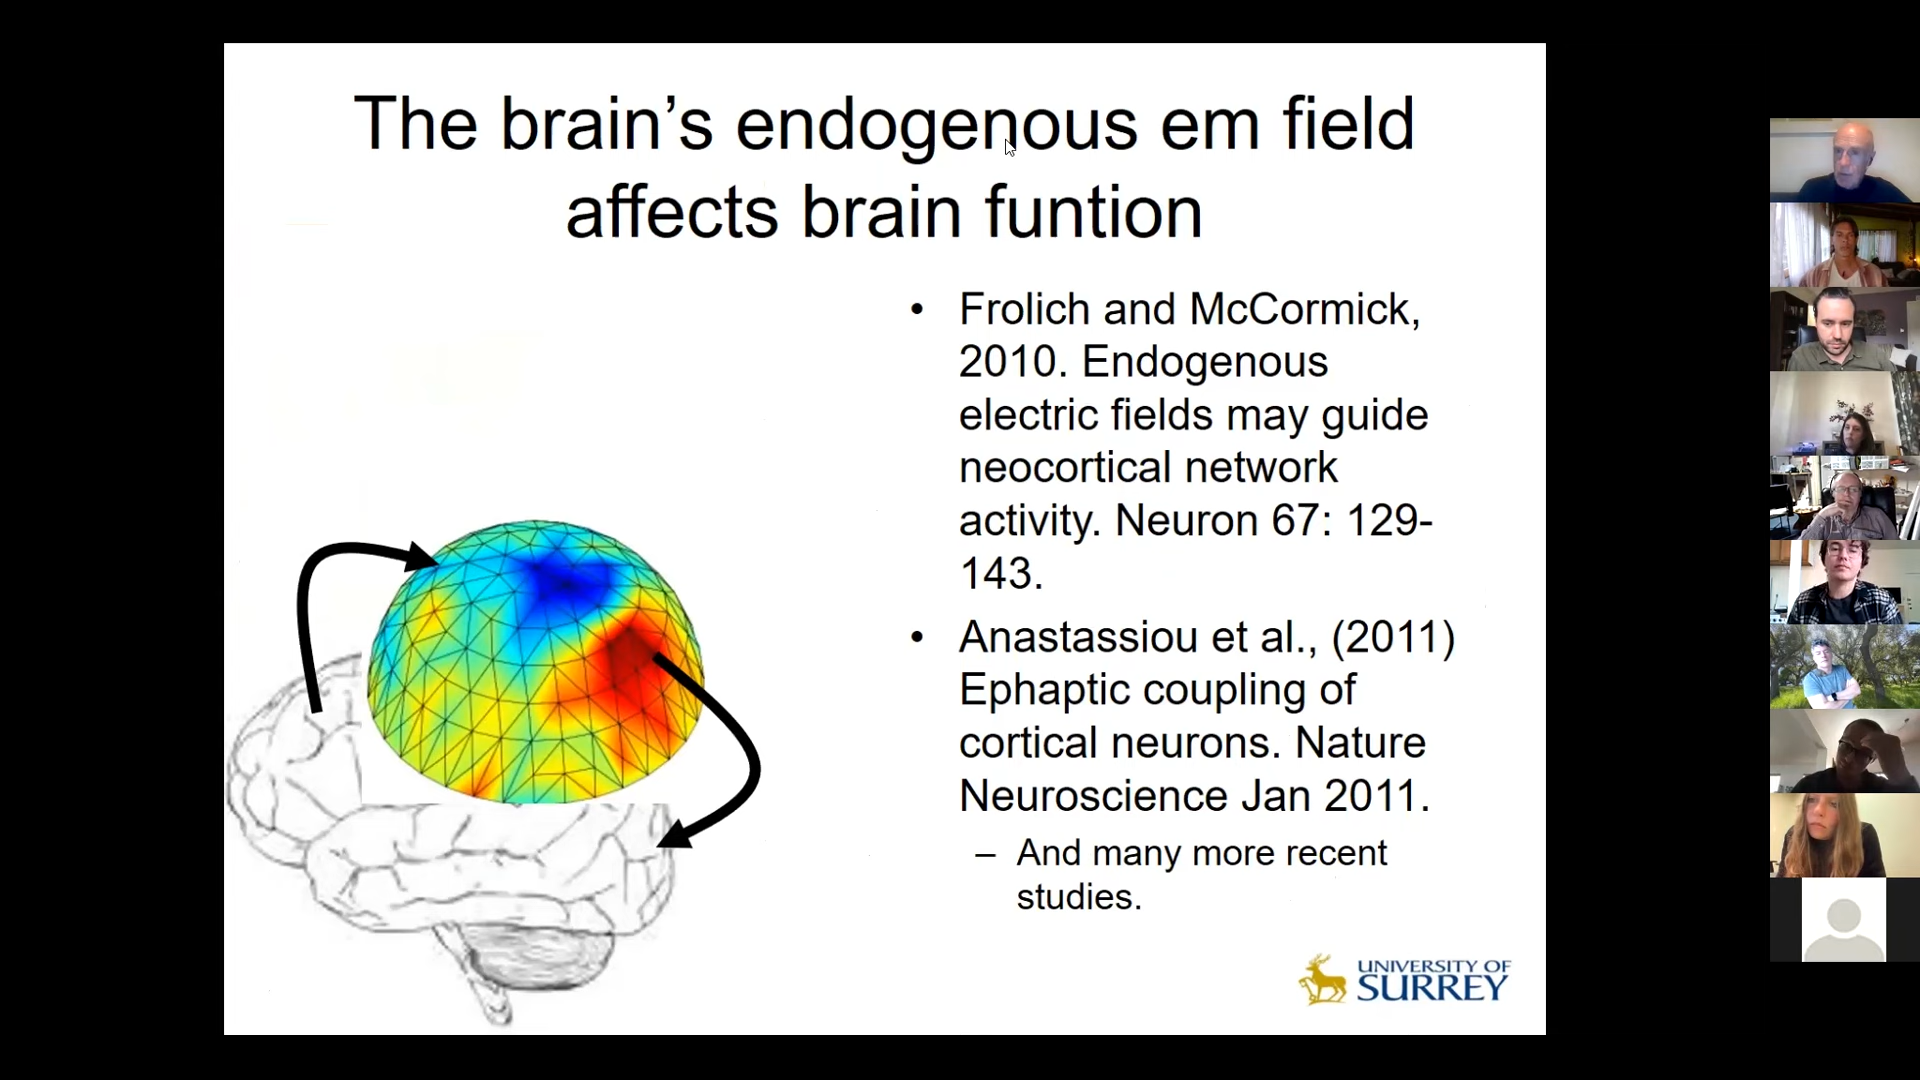 The brain’s endogenous em field
affects brain funtion
• Frolich and McCormick,
2010. Endogenous
electric fields may guide
neocortical network
activity. Neuron 67: 129-
143.
• Anastassiou et al., (2011)
Ephaptic coupling of
cortical neurons. Nature
Neuroscience Jan 2011.
– And many more recent
studies.
UNIVERSITY OF
SURREY